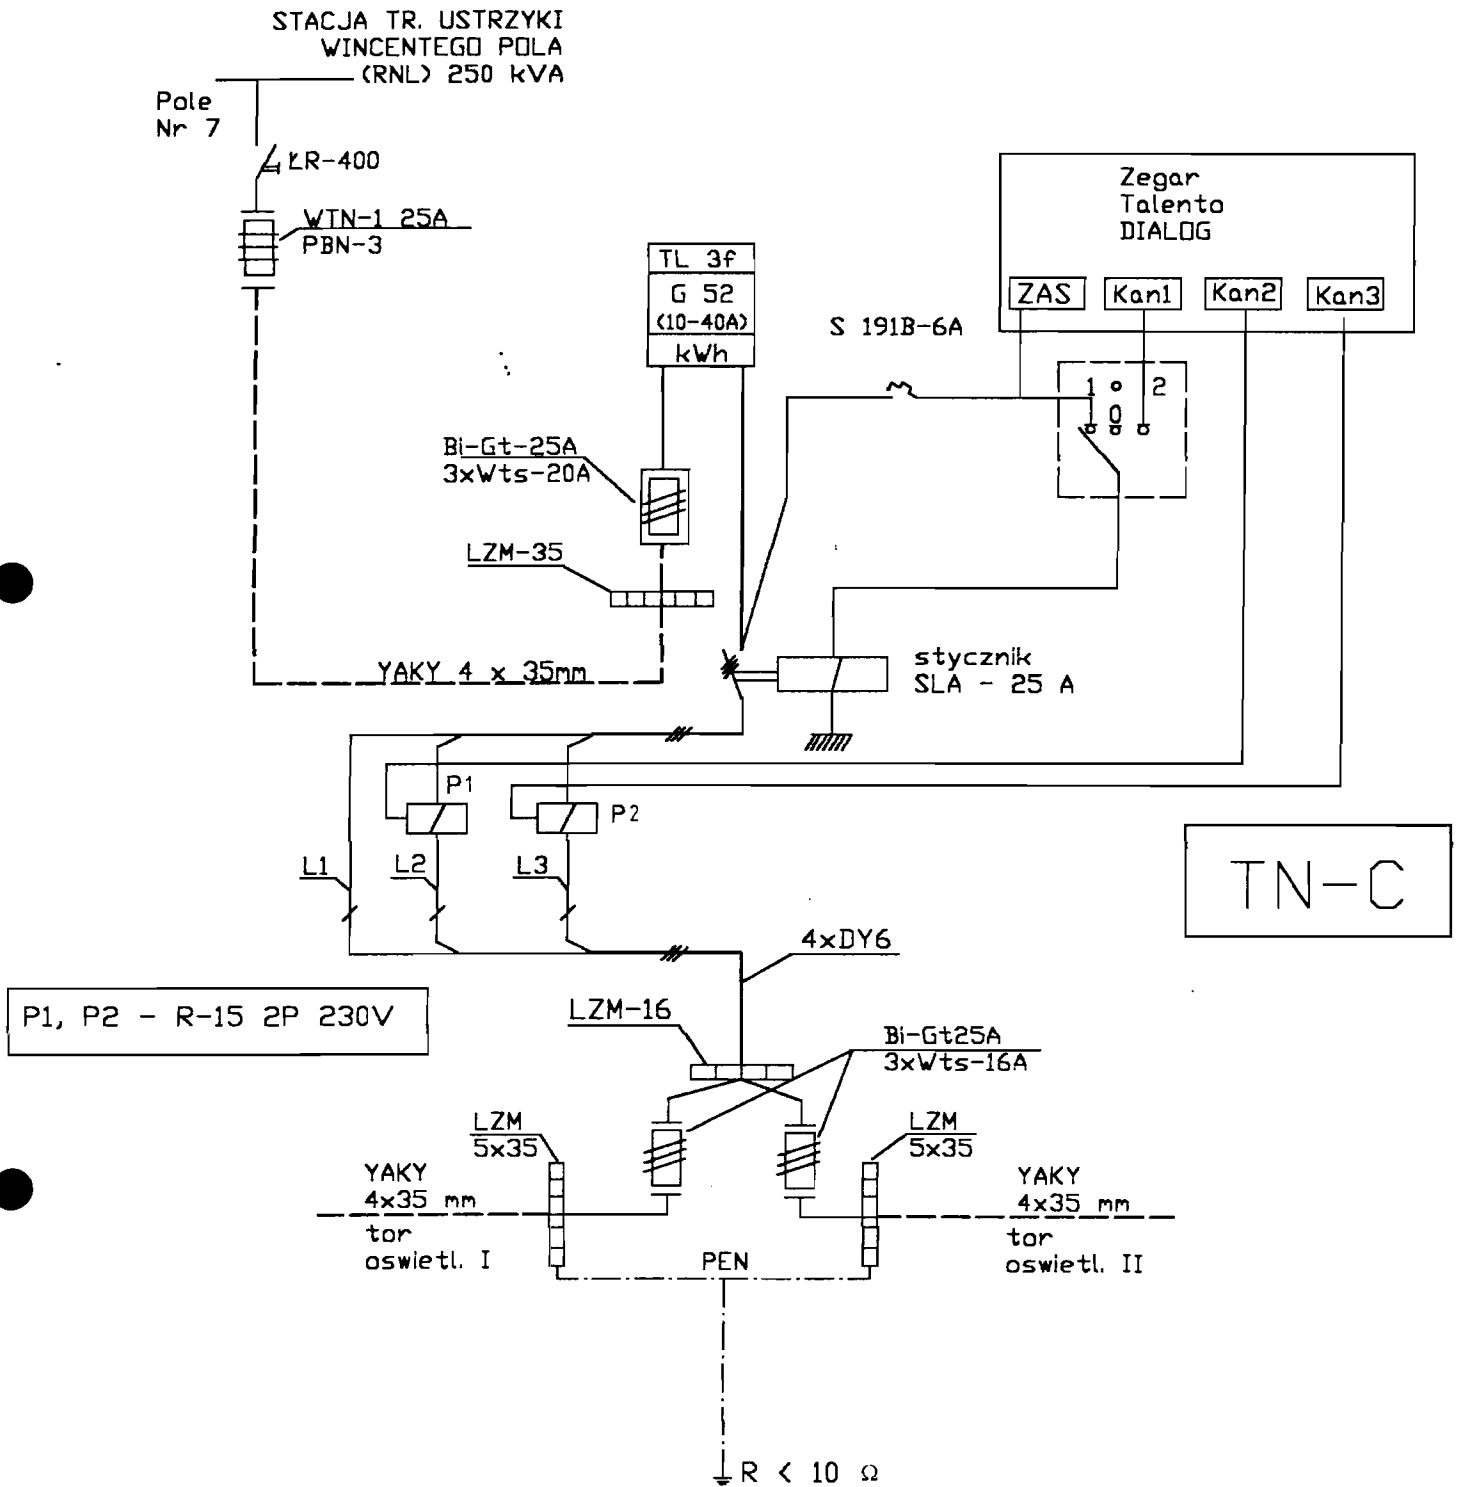 STACJA TR. USTRZYKI
WINCENTEGO POLA
(RNL) 250 kVA
Pole
Nr 7
ŁR-400
WTN-1 25A
PBN-3
TL 3f
G 52
(10-40A)
kWh
Zegar
Talento
DIALOG
ZAS
Kan1
Kan2
Kan3
S 191B-6A
1
2
0
Bi-Gt-25A
3xWts-20A
LZM-35
YAKY 4 x 35mm
stycznik
SLA - 25 A
P1
P2
L1
L2
L3
TN-C
4xDY6
P1, P2 - R-15 2P 230V
LZM-16
Bi-Gt25A
3xWts-16A
LZM
5x35
LZM
5x35
YAKY
4x35 mm
tor
oswietl. I
YAKY
4x35 mm
tor
oswietl. II
PEN
R < 10 Ω